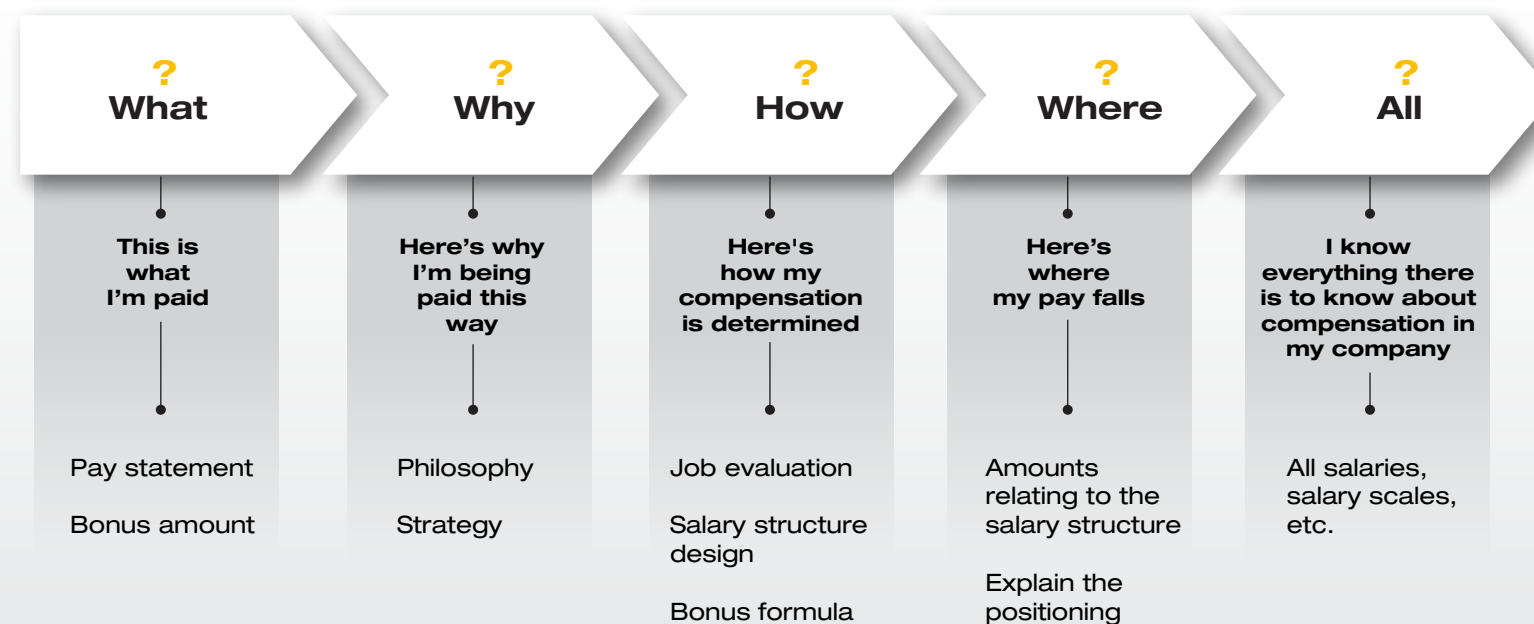 ?
What
?
Why
?
How
?
Where
?
All
This is
what
I’m paid
Here’s why
I’m being
paid this
way
Here's
how my
compensation
is determined
Here’s
where
my pay falls
I know
everything there
is to know about
compensation in
my company
Pay statement
Bonus amount
Philosophy
Strategy
Job evaluation
Salary structure
design
Bonus formula
Amounts
relating to the
salary structure
Explain the
positioning
All salaries,
salary scales,
etc.